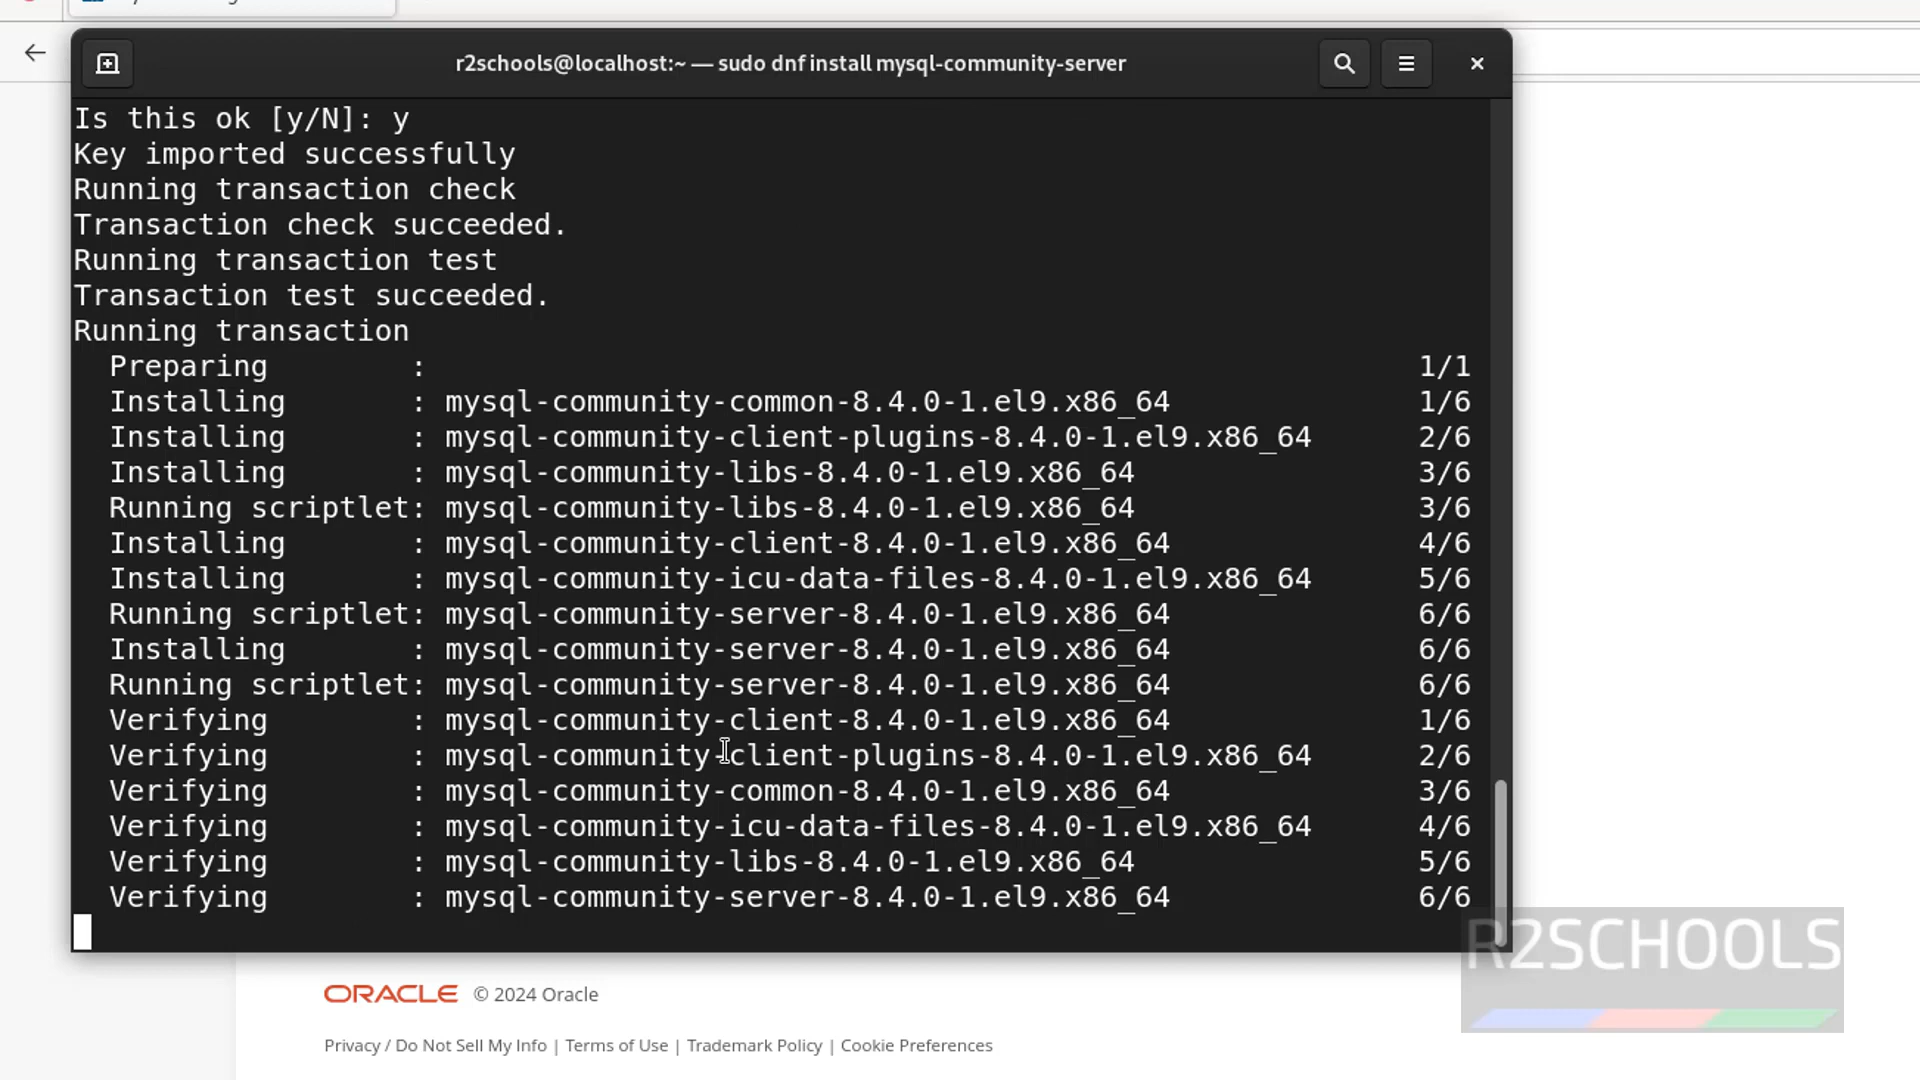 r2schools@localhost:~ — sudo dnf install mysql-community-server
Is this ok [y/N]: y
Key imported successfully
Running transaction check
Transaction check succeeded.
Running transaction test
Transaction test succeeded.
Running transaction
Preparing : 1/1
Installing : mysql-community-common-8.4.0-1.el9.x86_64 1/6
Installing : mysql-community-client-plugins-8.4.0-1.el9.x86_64 2/6
Installing : mysql-community-libs-8.4.0-1.el9.x86_64 3/6
Running scriptlet: mysql-community-libs-8.4.0-1.el9.x86_64 3/6
Installing : mysql-community-client-8.4.0-1.el9.x86_64 4/6
Installing : mysql-community-icu-data-files-8.4.0-1.el9.x86_64 5/6
Running scriptlet: mysql-community-server-8.4.0-1.el9.x86_64 6/6
Installing : mysql-community-server-8.4.0-1.el9.x86_64 6/6
Running scriptlet: mysql-community-server-8.4.0-1.el9.x86_64 6/6
Verifying : mysql-community-client-8.4.0-1.el9.x86_64 1/6
Verifying : mysql-community-client-plugins-8.4.0-1.el9.x86_64 2/6
Verifying : mysql-community-common-8.4.0-1.el9.x86_64 3/6
Verifying : mysql-community-icu-data-files-8.4.0-1.el9.x86_64 4/6
Verifying : mysql-community-libs-8.4.0-1.el9.x86_64 5/6
Verifying : mysql-community-server-8.4.0-1.el9.x86_64 6/6
R2SCHOOLS
ORACLE © 2024 Oracle
Privacy / Do Not Sell My Info | Terms of Use | Trademark Policy | Cookie Preferences